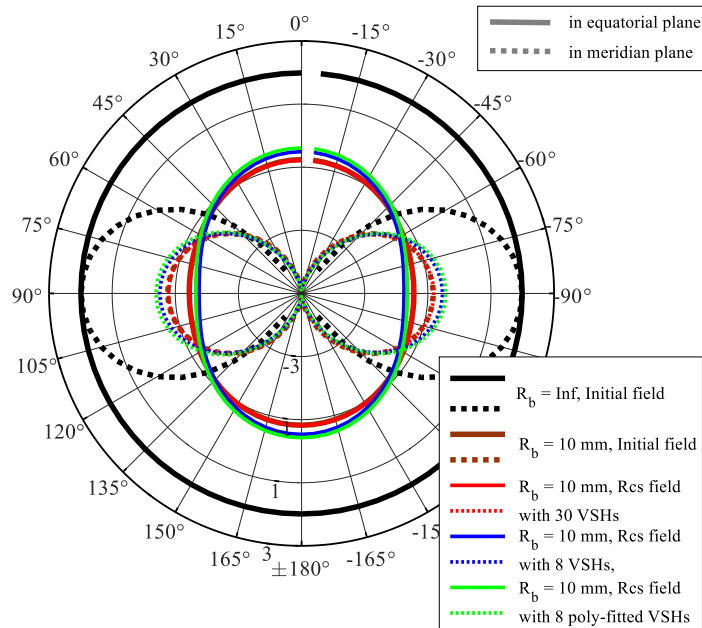 0°
15°
-15°
30°
-30°
45°
-45°
60°
-60°
75°
-75°
90°
-90°
105°
120°
135°
150°
165°
±180°
-165°
-15
-3
-1
1
3
in equatorial plane
in meridian plane
R_b = Inf, Initial field
R_b = 10 mm, Initial field
R_b = 10 mm, Rcs field
with 30 VSHs
R_b = 10 mm, Rcs field
with 8 VSHs,
R_b = 10 mm, Rcs field
with 8 poly-fitted VSHs